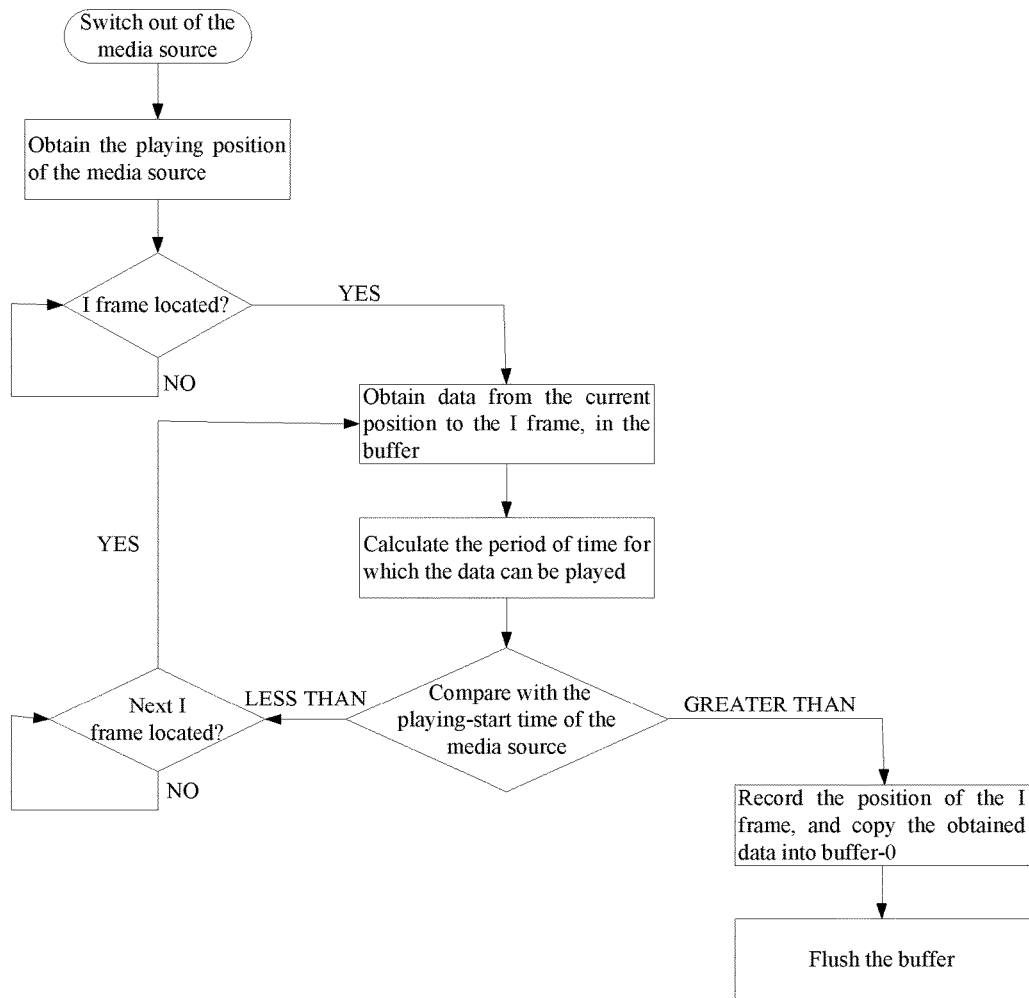 Switch out of the
media source
Obtain the playing position
of the media source
I frame located?
YES
NO
Obtain data from the current
position to the I frame, in the
buffer
YES
Calculate the period of time for
which the data can be played
Next I
frame located?
LESS THAN
NO
Compare with the
playing-start time of the
media source
GREATER THAN
Record the position of the I
frame, and copy the obtained
data into buffer-0
Flush the buffer